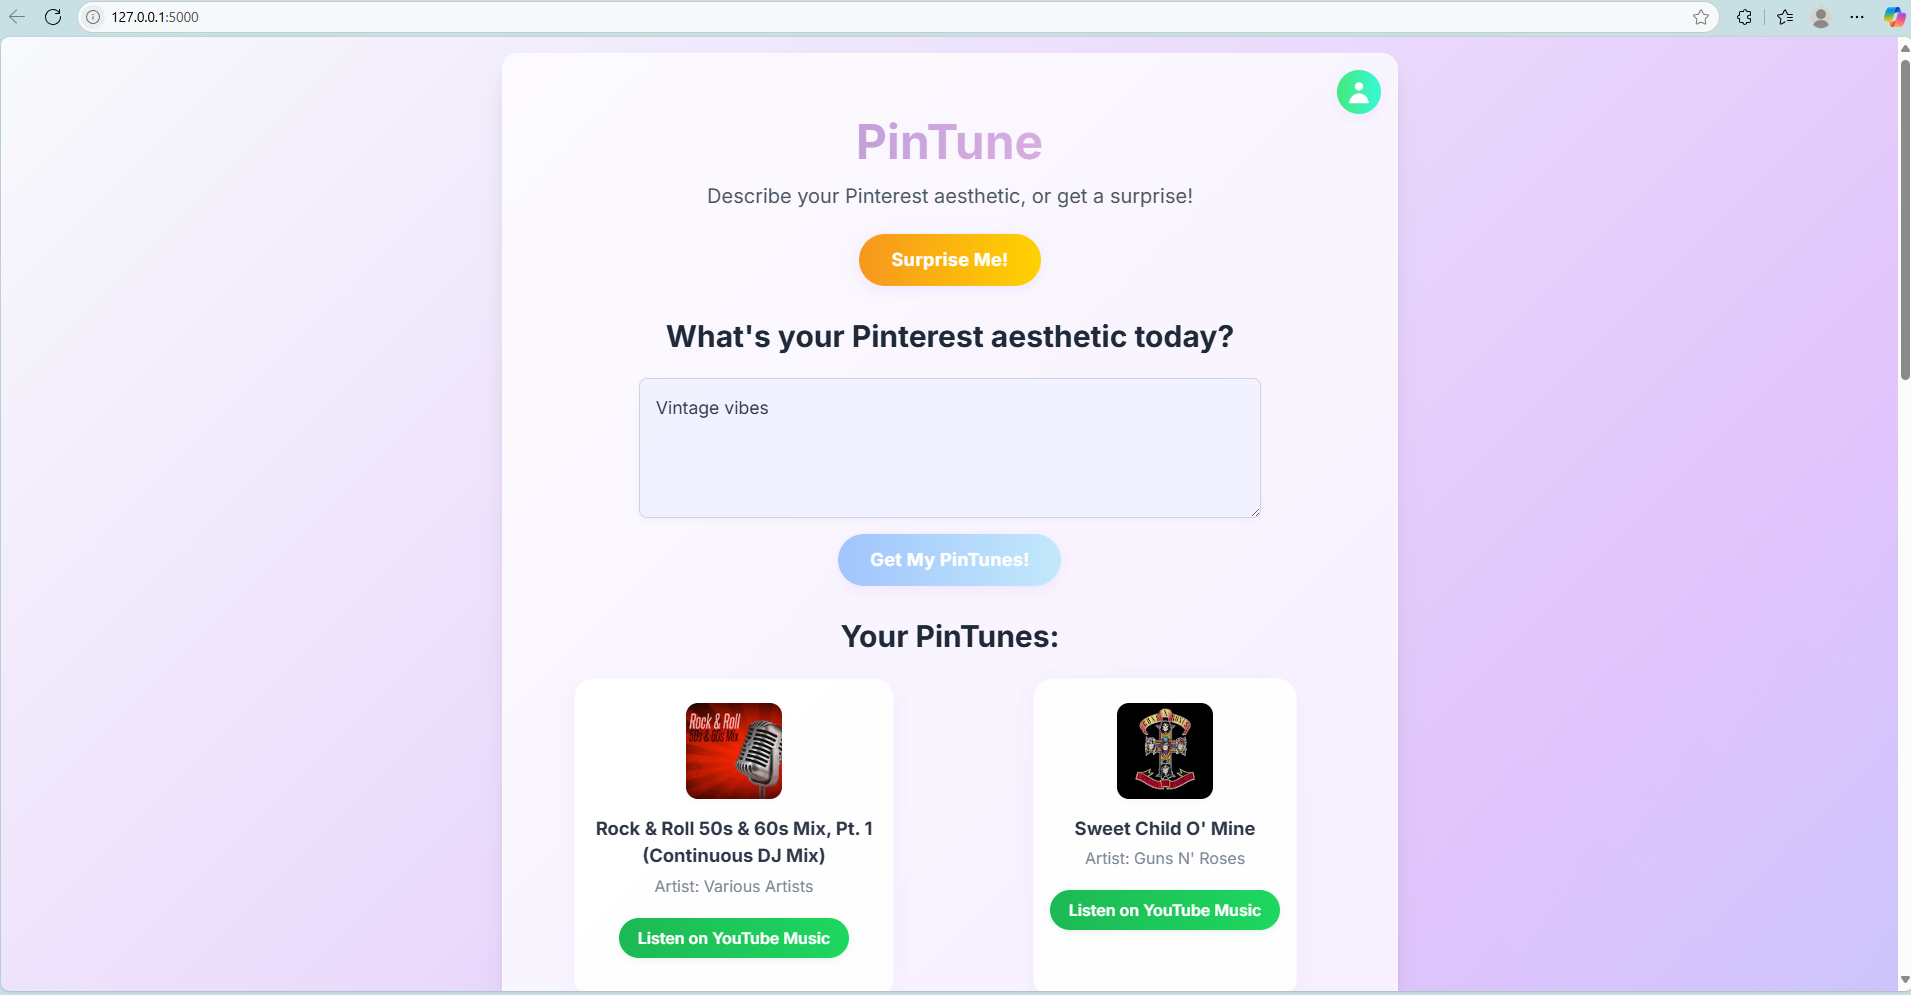 127.0.0.1:5000
PinTune
Describe your Pinterest aesthetic, or get a surprise!
Surprise Me!
What's your Pinterest aesthetic today?
Vintage vibes
Get My PinTunes!
Your PinTunes:
Rock & Roll
50s & 60s Mix
Rock & Roll 50s & 60s Mix, Pt. 1
(Continuous DJ Mix)
Artist: Various Artists
Listen on YouTube Music
Sweet Child O' Mine
Artist: Guns N' Roses
Listen on YouTube Music